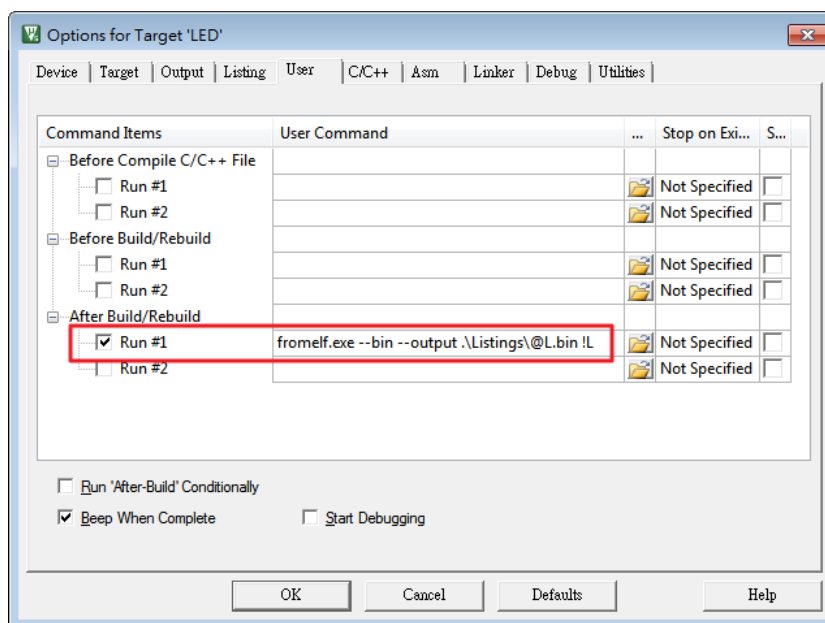 Options for Target 'LED'
Device Target Output Listing User C/C++ Asm Linker Debug Utilities
Command Items User Command ... Stop on Exi... S...
Before Compile C/C++ File
Run #1 Not Specified
Run #2 Not Specified
Before Build/Rebuild
Run #1 Not Specified
Run #2 Not Specified
After Build/Rebuild
Run #1 fromelf.exe --bin --output .\Listings\@L.bin !L Not Specified
Run #2 Not Specified
Run 'After-Build' Conditionally
Beep When Complete Start Debugging
OK Cancel Defaults Help